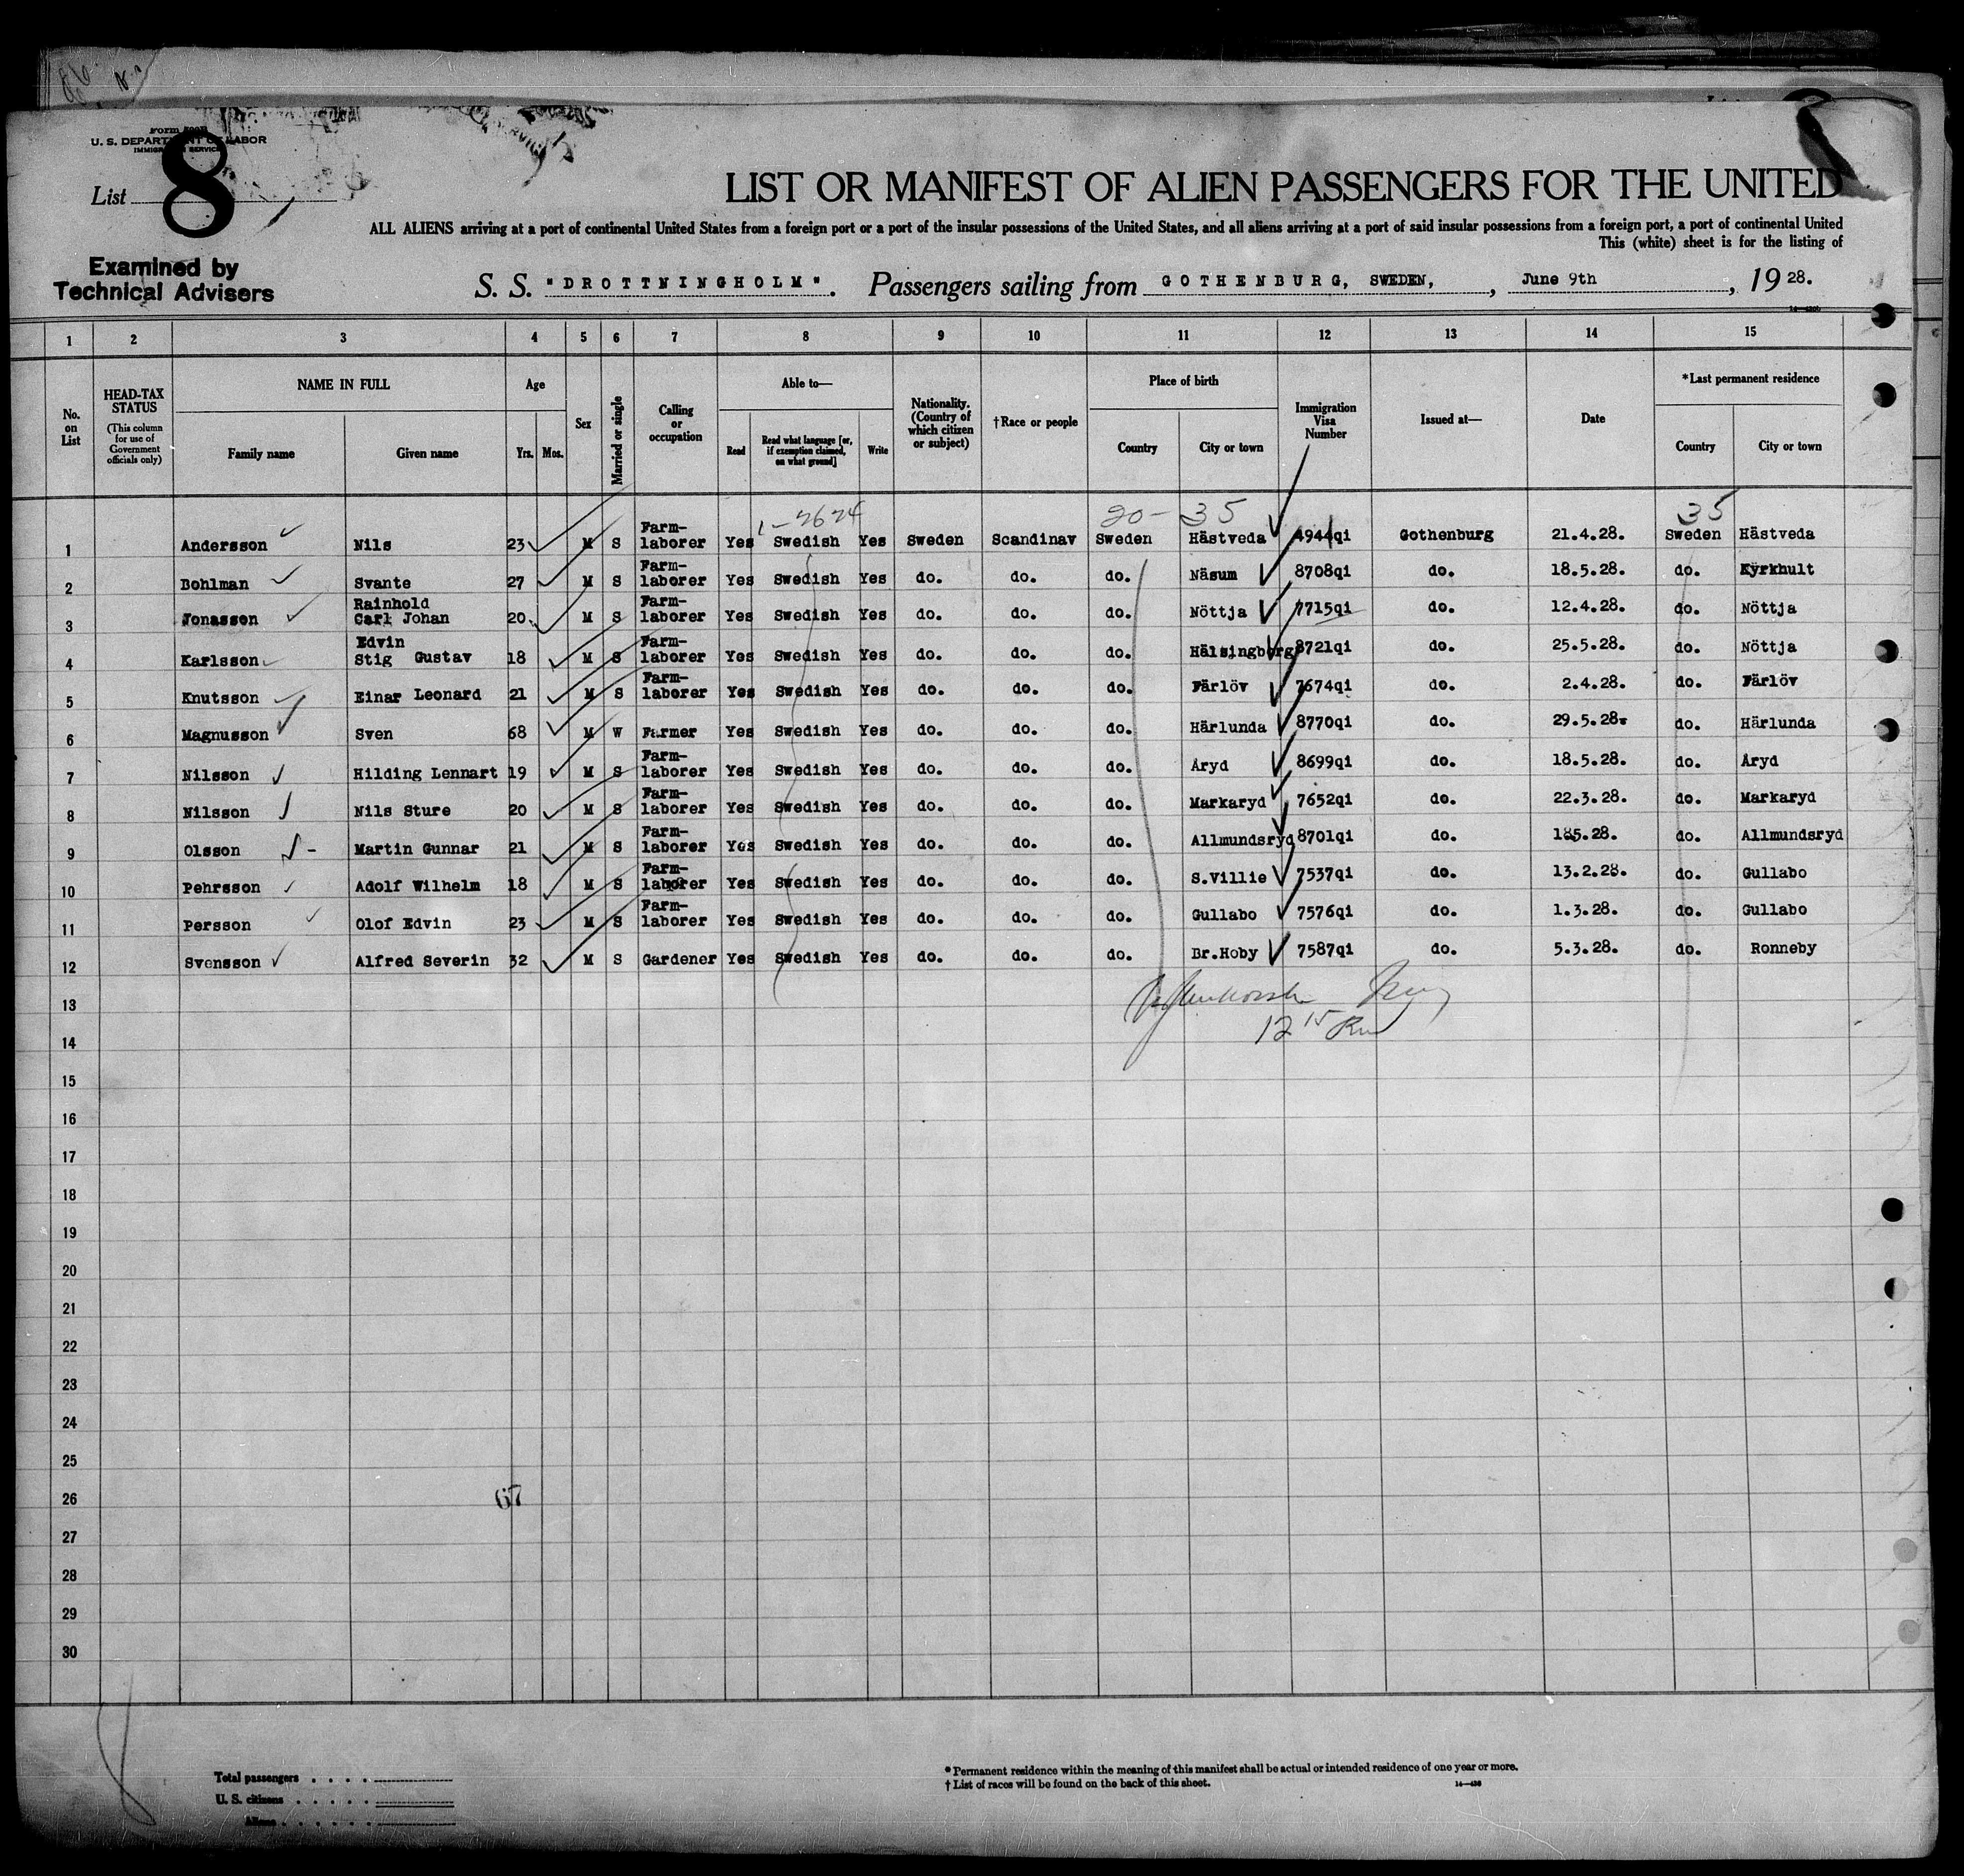 Form 500B
U. S. DEPARTMENT OF LABOR
IMMIGRATION SERVICE
List 8
LIST OR MANIFEST OF ALIEN PASSENGERS FOR THE UNITED
ALL ALIENS arriving at a port of continental United States from a foreign port or a port of the insular possessions of the United States, and all aliens arriving at a port of said insular possessions from a foreign port, a port of continental United
This (white) sheet is for the listing of
Examined by
Technical Advisers
S. S. "DROTTNINGHOLM". Passengers sailing from GOTHENBURG, SWEDEN, , June 9th , 1928.
1 2 3 4 5 6 7 8 9 10 11 12 13 14 15
No. on List
HEAD-TAX STATUS (This column for use of Government officials only)
NAME IN FULL Family name Given name
Age Yrs. Mos.
Sex
Married or single
Calling or occupation
Able to— Read Read what language [or, if exemption claimed, on what ground] Write
Nationality. (Country of which citizen or subject)
†Race or people
Place of birth Country City or town
Immigration Visa Number
Issued at—
Date
*Last permanent residence Country City or town
1-2624 20- 35 35
1 Andersson Nils 23 M S Farm-laborer Yes Swedish Yes Sweden Scandinav Sweden Hästveda 4944qi Gothenburg 21.4.28. Sweden Hästveda
2 Bohlman Svante 27 M S Farm-laborer Yes Swedish Yes do. do. do. Näsum 8708qi do. 18.5.28. do. Kyrkhult
3 Jonassen Rainhold Carl Johan 20 M S Farm-laborer Yes Swedish Yes do. do. do. Nöttja 7715qi do. 12.4.28. do. Nöttja
4 Karlsson Edvin Stig Gustav 18 M S Farm-laborer Yes Swedish Yes do. do. do. Hälsingborg 8721qi do. 25.5.28. do. Nöttja
5 Knutsson Einar Leonard 21 M S Farm-laborer Yes Swedish Yes do. do. do. Färlöv 7674qi do. 2.4.28. do. Färlöv
6 Magnusson Sven 68 M W Farmer Yes Swedish Yes do. do. do. Härlunda 8770qi do. 29.5.28. do. Härlunda
7 Nilsson Hilding Lennart 19 M S Farm-laborer Yes Swedish Yes do. do. do. Aryd 8699qi do. 18.5.28. do. Aryd
8 Nilsson Nils Sture 20 M S Farm-laborer Yes Swedish Yes do. do. do. Markaryd 7652qi do. 22.3.28. do. Markaryd
9 Olsson Martin Gunnar 21 M S Farm-laborer Yes Swedish Yes do. do. do. Allmundsryd 8701qi do. 185.28. do. Allmundsryd
10 Pehrsson Adolf Wilhelm 18 M S Farm-laborer Yes Swedish Yes do. do. do. S.Villie 7537qi do. 13.2.28. do. Gullabo
11 Persson Olof Edvin 23 M S Farm-laborer Yes Swedish Yes do. do. do. Gullabo 7576qi do. 1.3.28. do. Gullabo
12 Svensson Alfred Severin 32 M S Gardener Yes Swedish Yes do. do. do. Br.Hoby 7587qi do. 5.3.28. do. Ronneby
13
14
15
16
17
18
19
20
21
22
23
24
25
26
67
27
28
29
30
Total passengers
U. S. citizens
Aliens
*Permanent residence within the meaning of this manifest shall be actual or intended residence of one year or more.
†List of races will be found on the back of this sheet.